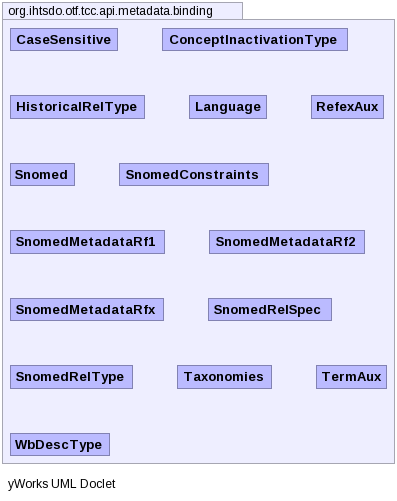 org.ihtsdo.otf.tcc.api.metadata.binding
CaseSensitive ConceptInactivationType
HistoricalRelType Language RefexAux
Snomed SnomedConstraints
SnomedMetadataRf1 SnomedMetadataRf2
SnomedMetadataRfx SnomedRelSpec
SnomedRelType Taxonomies TermAux
WbDescType
yWorks UML Doclet